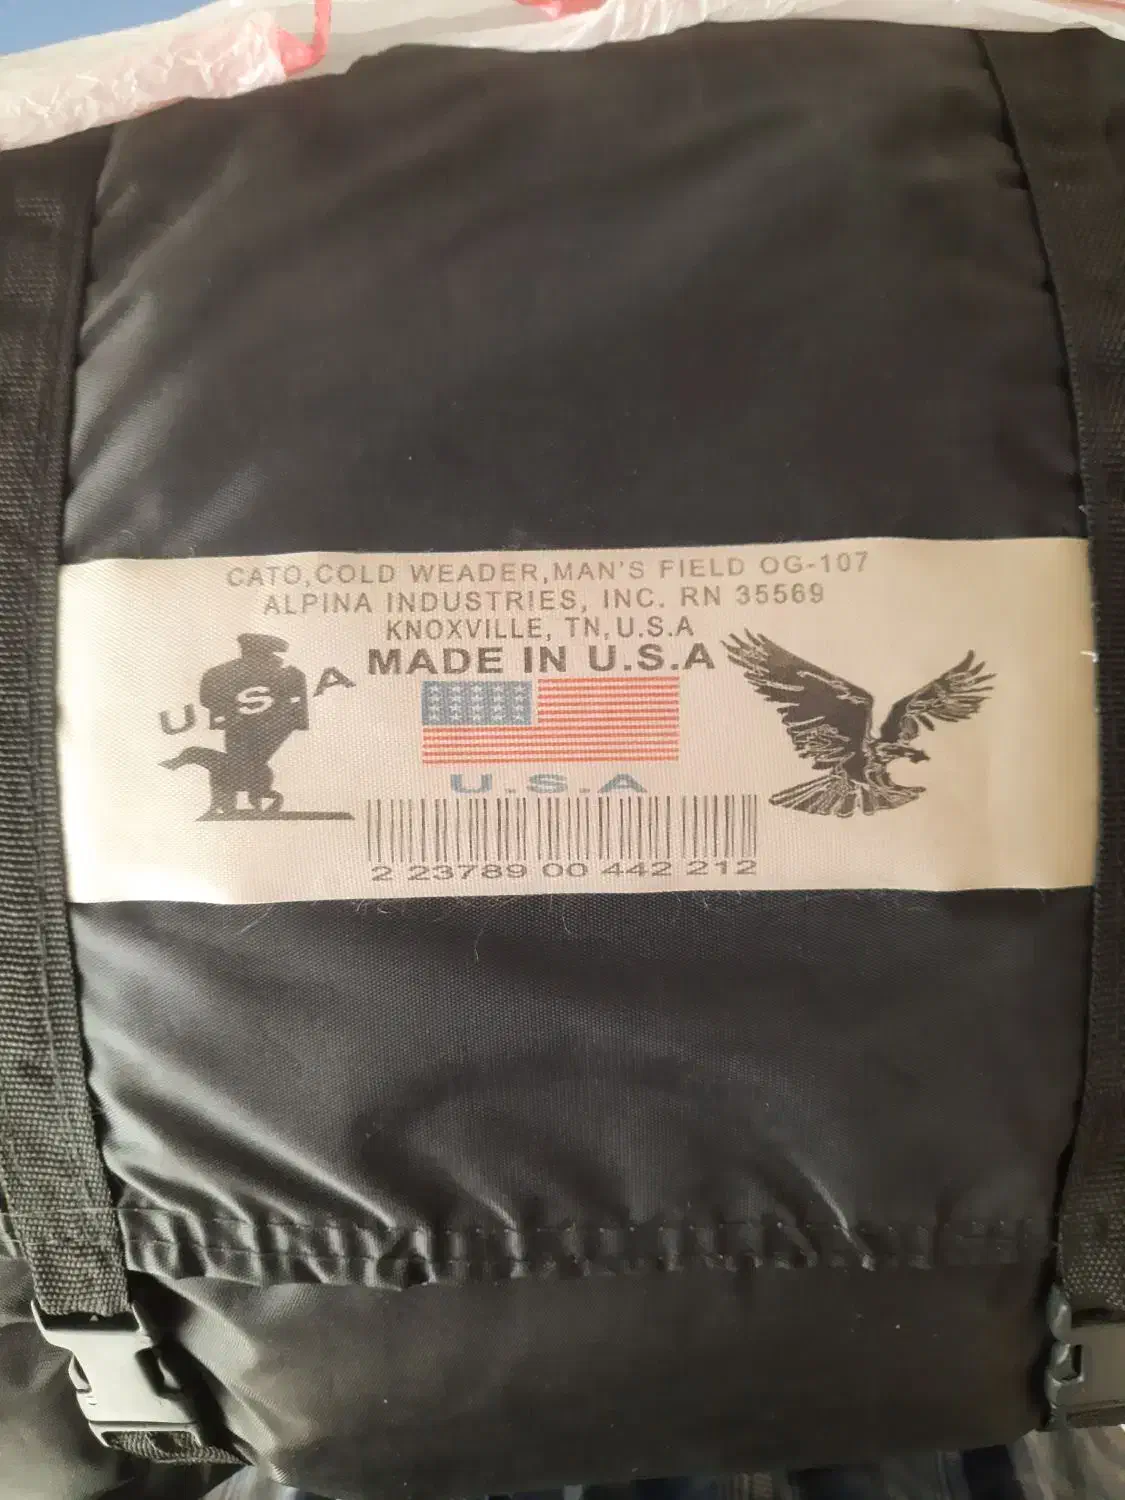 CATO,COLD WEADER,MAN'S FIELD OG-107
ALPINA INDUSTRIES, INC. RN 35569
KNOXVILLE, TN,U.S.A
MADE IN U.S.A
U.S.A
U.S.A
2 23789 00 442 212